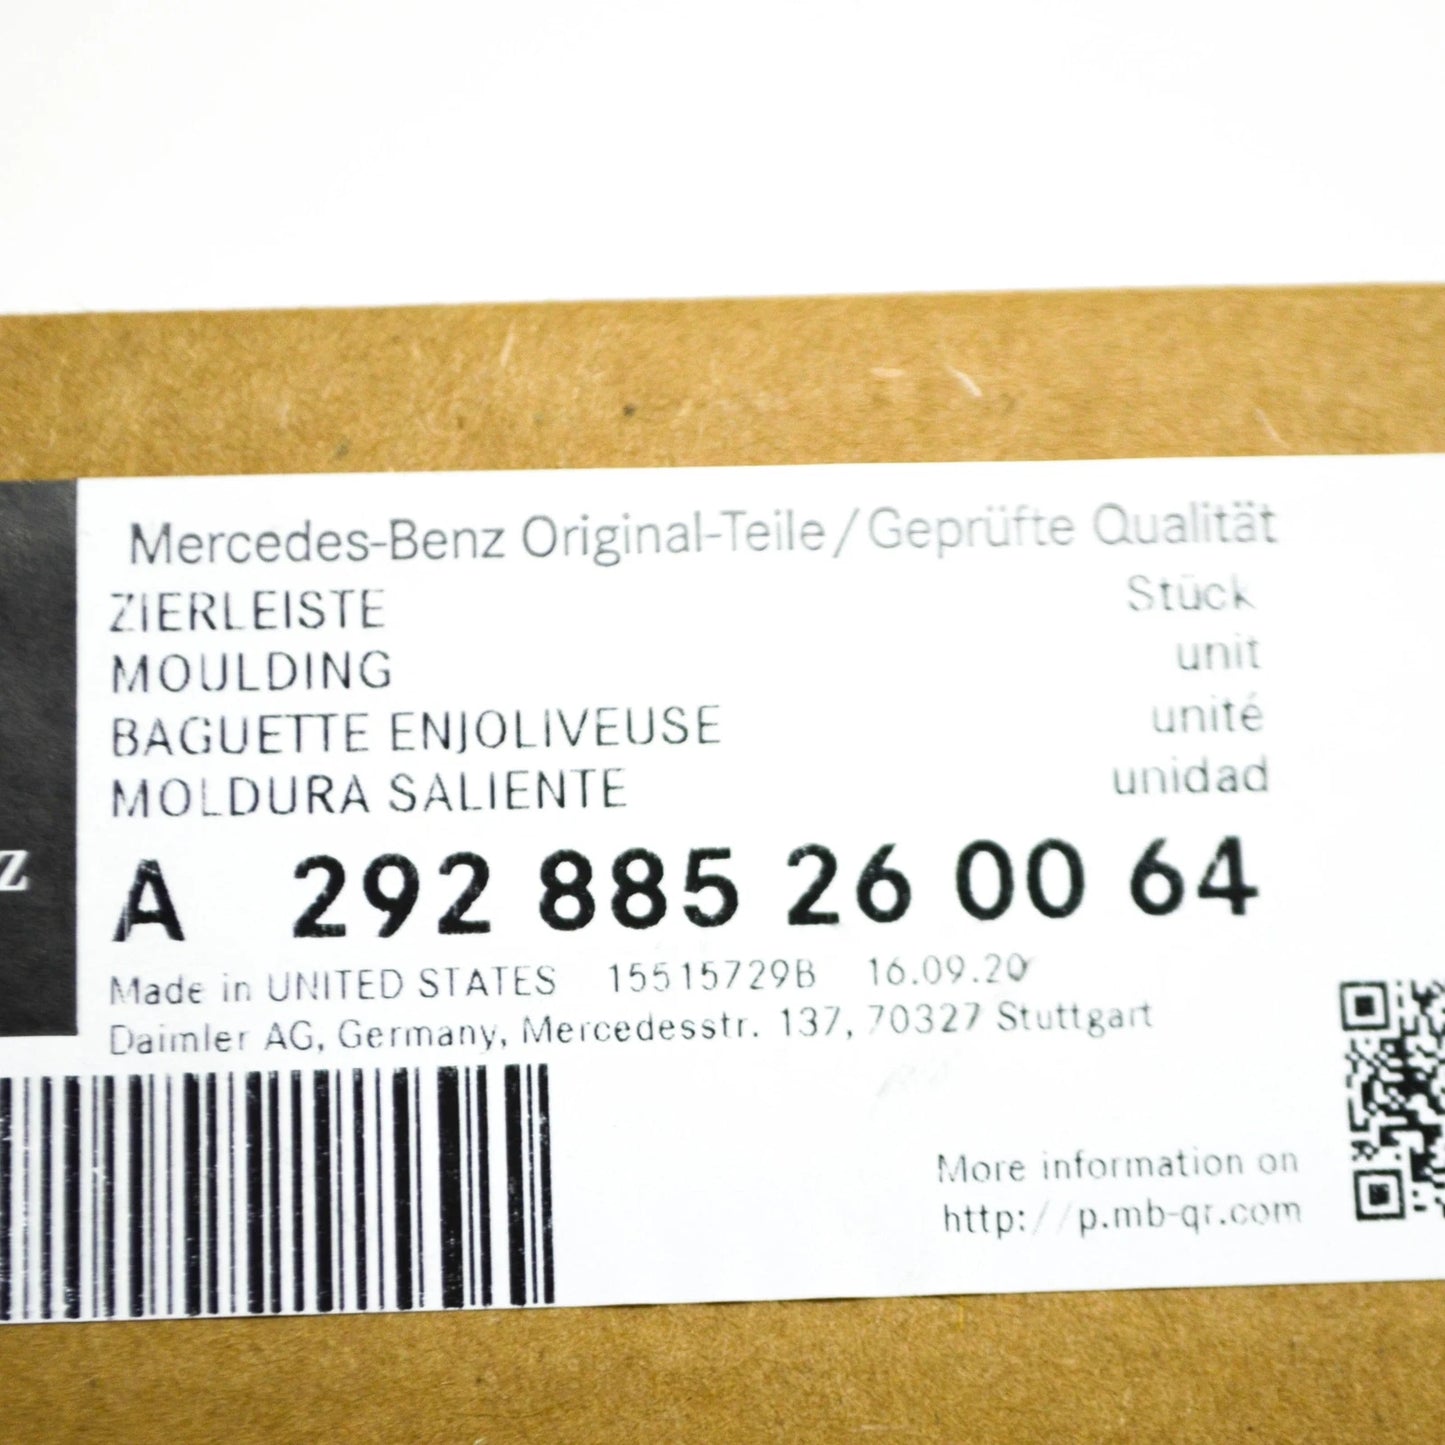 Mercedes-Benz Original-Teile/Geprüfte Qualität
ZIERLEISTE Stück
MOULDING unit
BAGUETTE ENJOLIVEUSE unité
MOLDURA SALIENTE unidad
z
A 292 885 26 00 64
Made in UNITED STATES 15515729B 16.09.20
Daimler AG, Germany, Mercedesstr. 137, 70327 Stuttgart
More information on
http://p.mb-qr.com